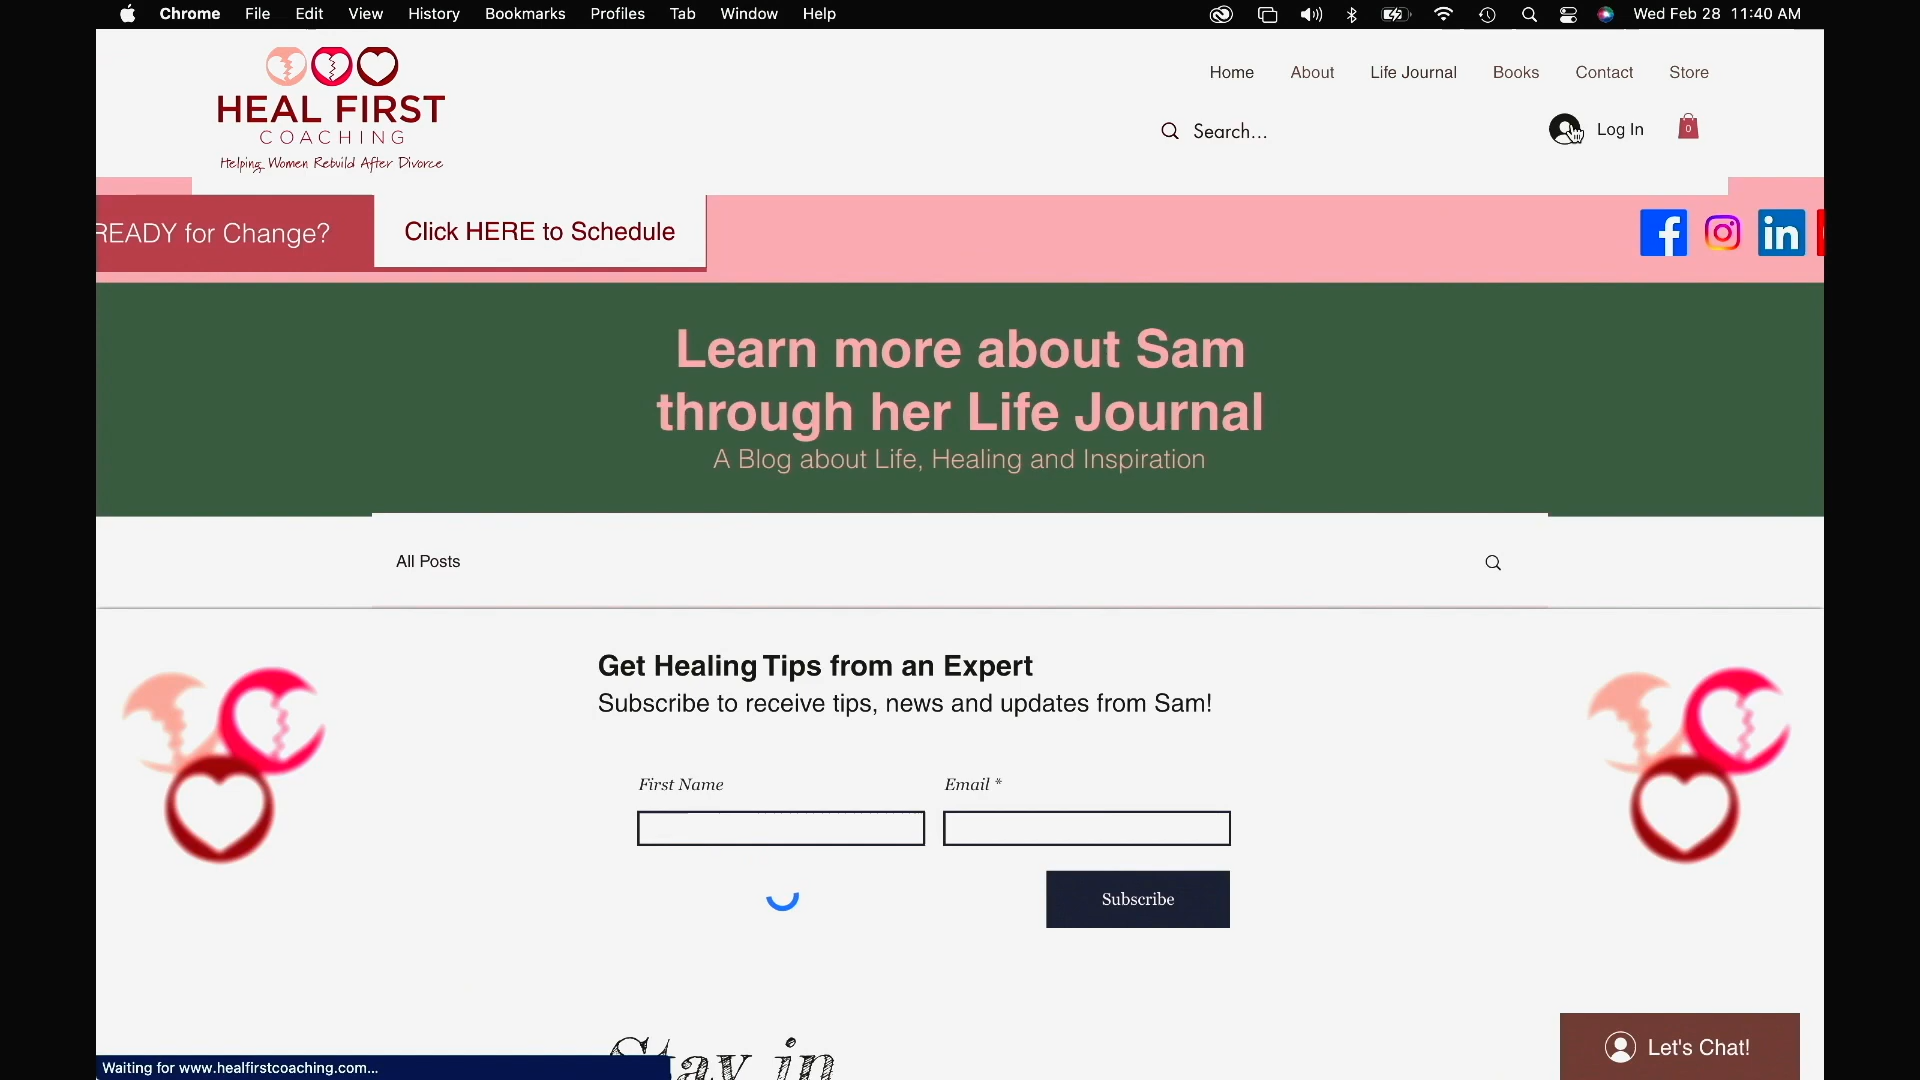 Chrome File Edit View History Bookmarks Profiles Tab Window Help
Wed Feb 28 11:40 AM
HEAL FIRST
COACHING
Helping Women Rebuild After Divorce
Home About Life Journal Books Contact Store
Search...
Log In
0
READY for Change?
Click HERE to Schedule
Learn more about Sam
through her Life Journal
A Blog about Life, Healing and Inspiration
All Posts
Get Healing Tips from an Expert
Subscribe to receive tips, news and updates from Sam!
First Name
Email *
Subscribe
Stay in
Let's Chat!
Waiting for www.healfirstcoaching.com...